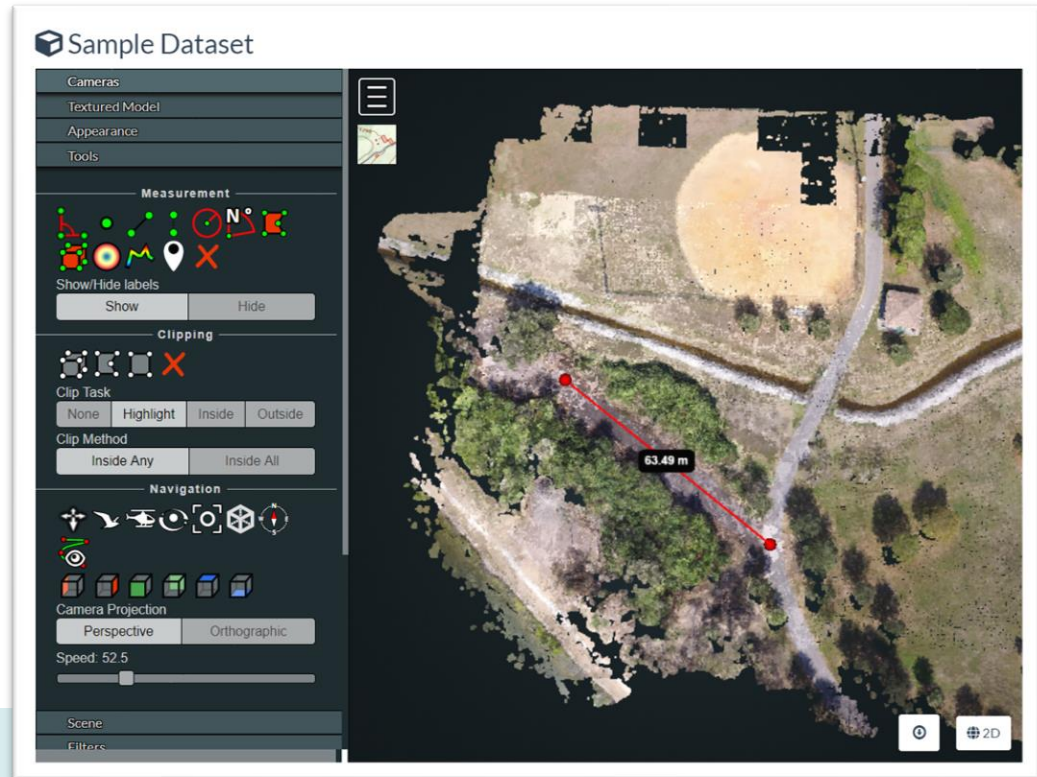 Sample Dataset
Cameras
Textured Model
Appearance
Tools
Measurement
N°
Show/Hide labels
Show Hide
Clipping
Clip Task
None Highlight Inside Outside
Clip Method
Inside Any Inside All
Navigation
Camera Projection
Perspective Orthographic
Speed: 52.5
Scene
Filters
63.49 m
2D